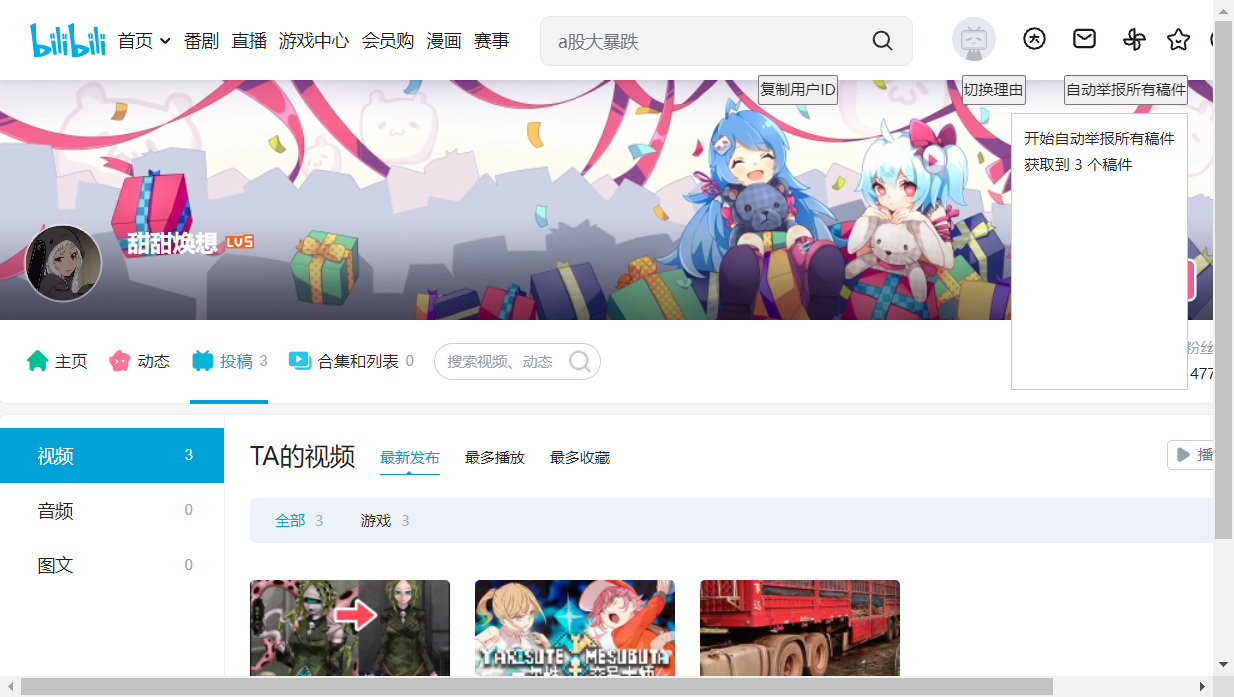 bilibili 首页 番剧 直播 游戏中心 会员购 漫画 赛事 a股大暴跌
复制用户ID 切换理由 自动举报所有稿件
开始自动举报所有稿件
获取到 3 个稿件
甜甜焕想 LV5
主页 动态 投稿 3 合集和列表 0 搜索视频、动态 粉丝
477
视频 3
音频 0
图文 0
TA的视频 最新发布 最多播放 最多收藏 播
全部 3 游戏 3
YARISUTE MESUBUTA